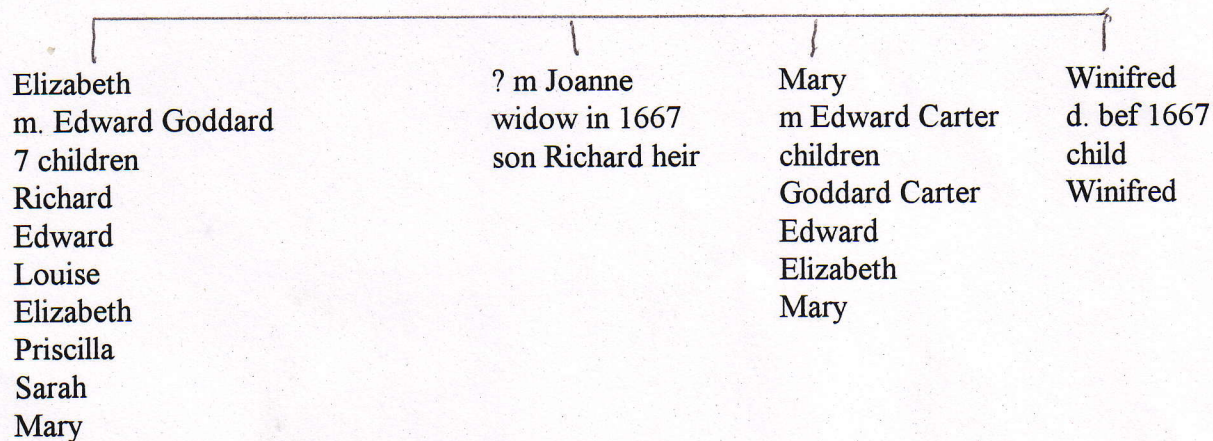 Elizabeth
m. Edward Goddard
7 children
Richard
Edward
Louise
Elizabeth
Priscilla
Sarah
Mary
? m Joanne
widow in 1667
son Richard heir
Mary
m Edward Carter
children
Goddard Carter
Edward
Elizabeth
Mary
Winifred
d. bef 1667
child
Winifred